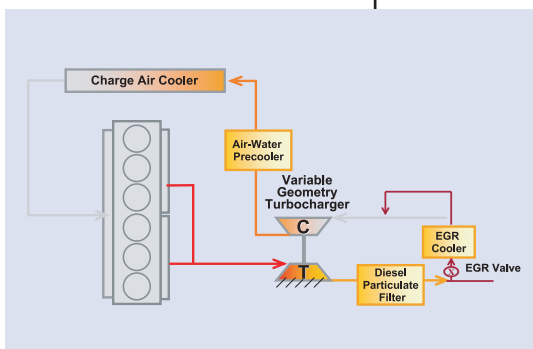 Charge Air Cooler
Air-Water
Precooler
Variable
Geometry
Turbocharger
C
T
EGR
Cooler
EGR Valve
Diesel
Particulate
Filter